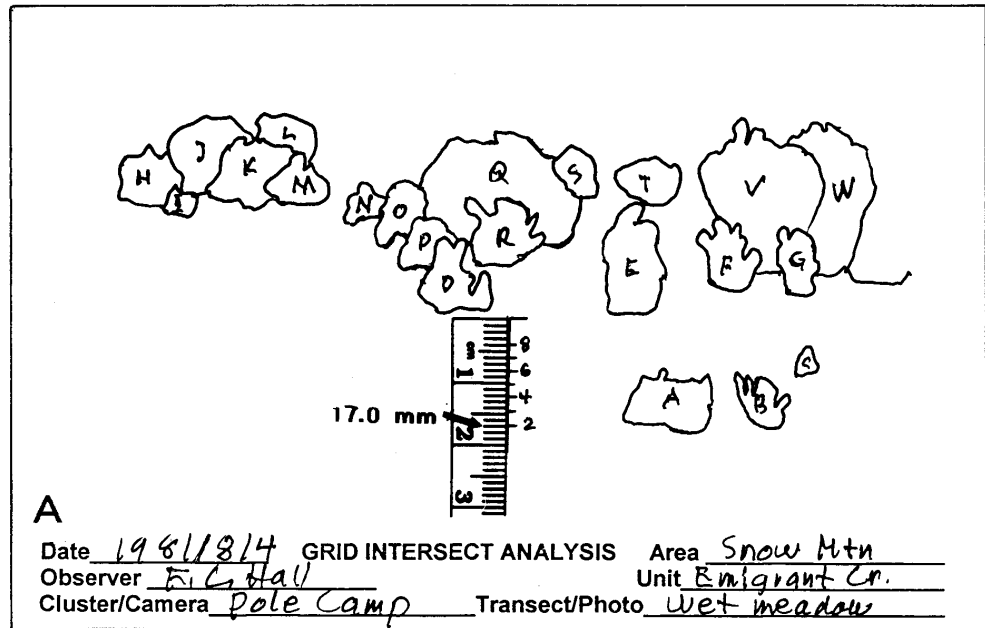 L
J
K
H
M
I
Q
S
T
V
W
N
O
R
P
E
F
G
D
8
cm
1
6
S
4
A
B
17.0 mm
2
2
3
A
Date 1981/8/4 GRID INTERSECT ANALYSIS Area Snow Mtn
Observer F. C. Hall Unit Emigrant Cr.
Cluster/Camera Pole Camp Transect/Photo Wet meadow